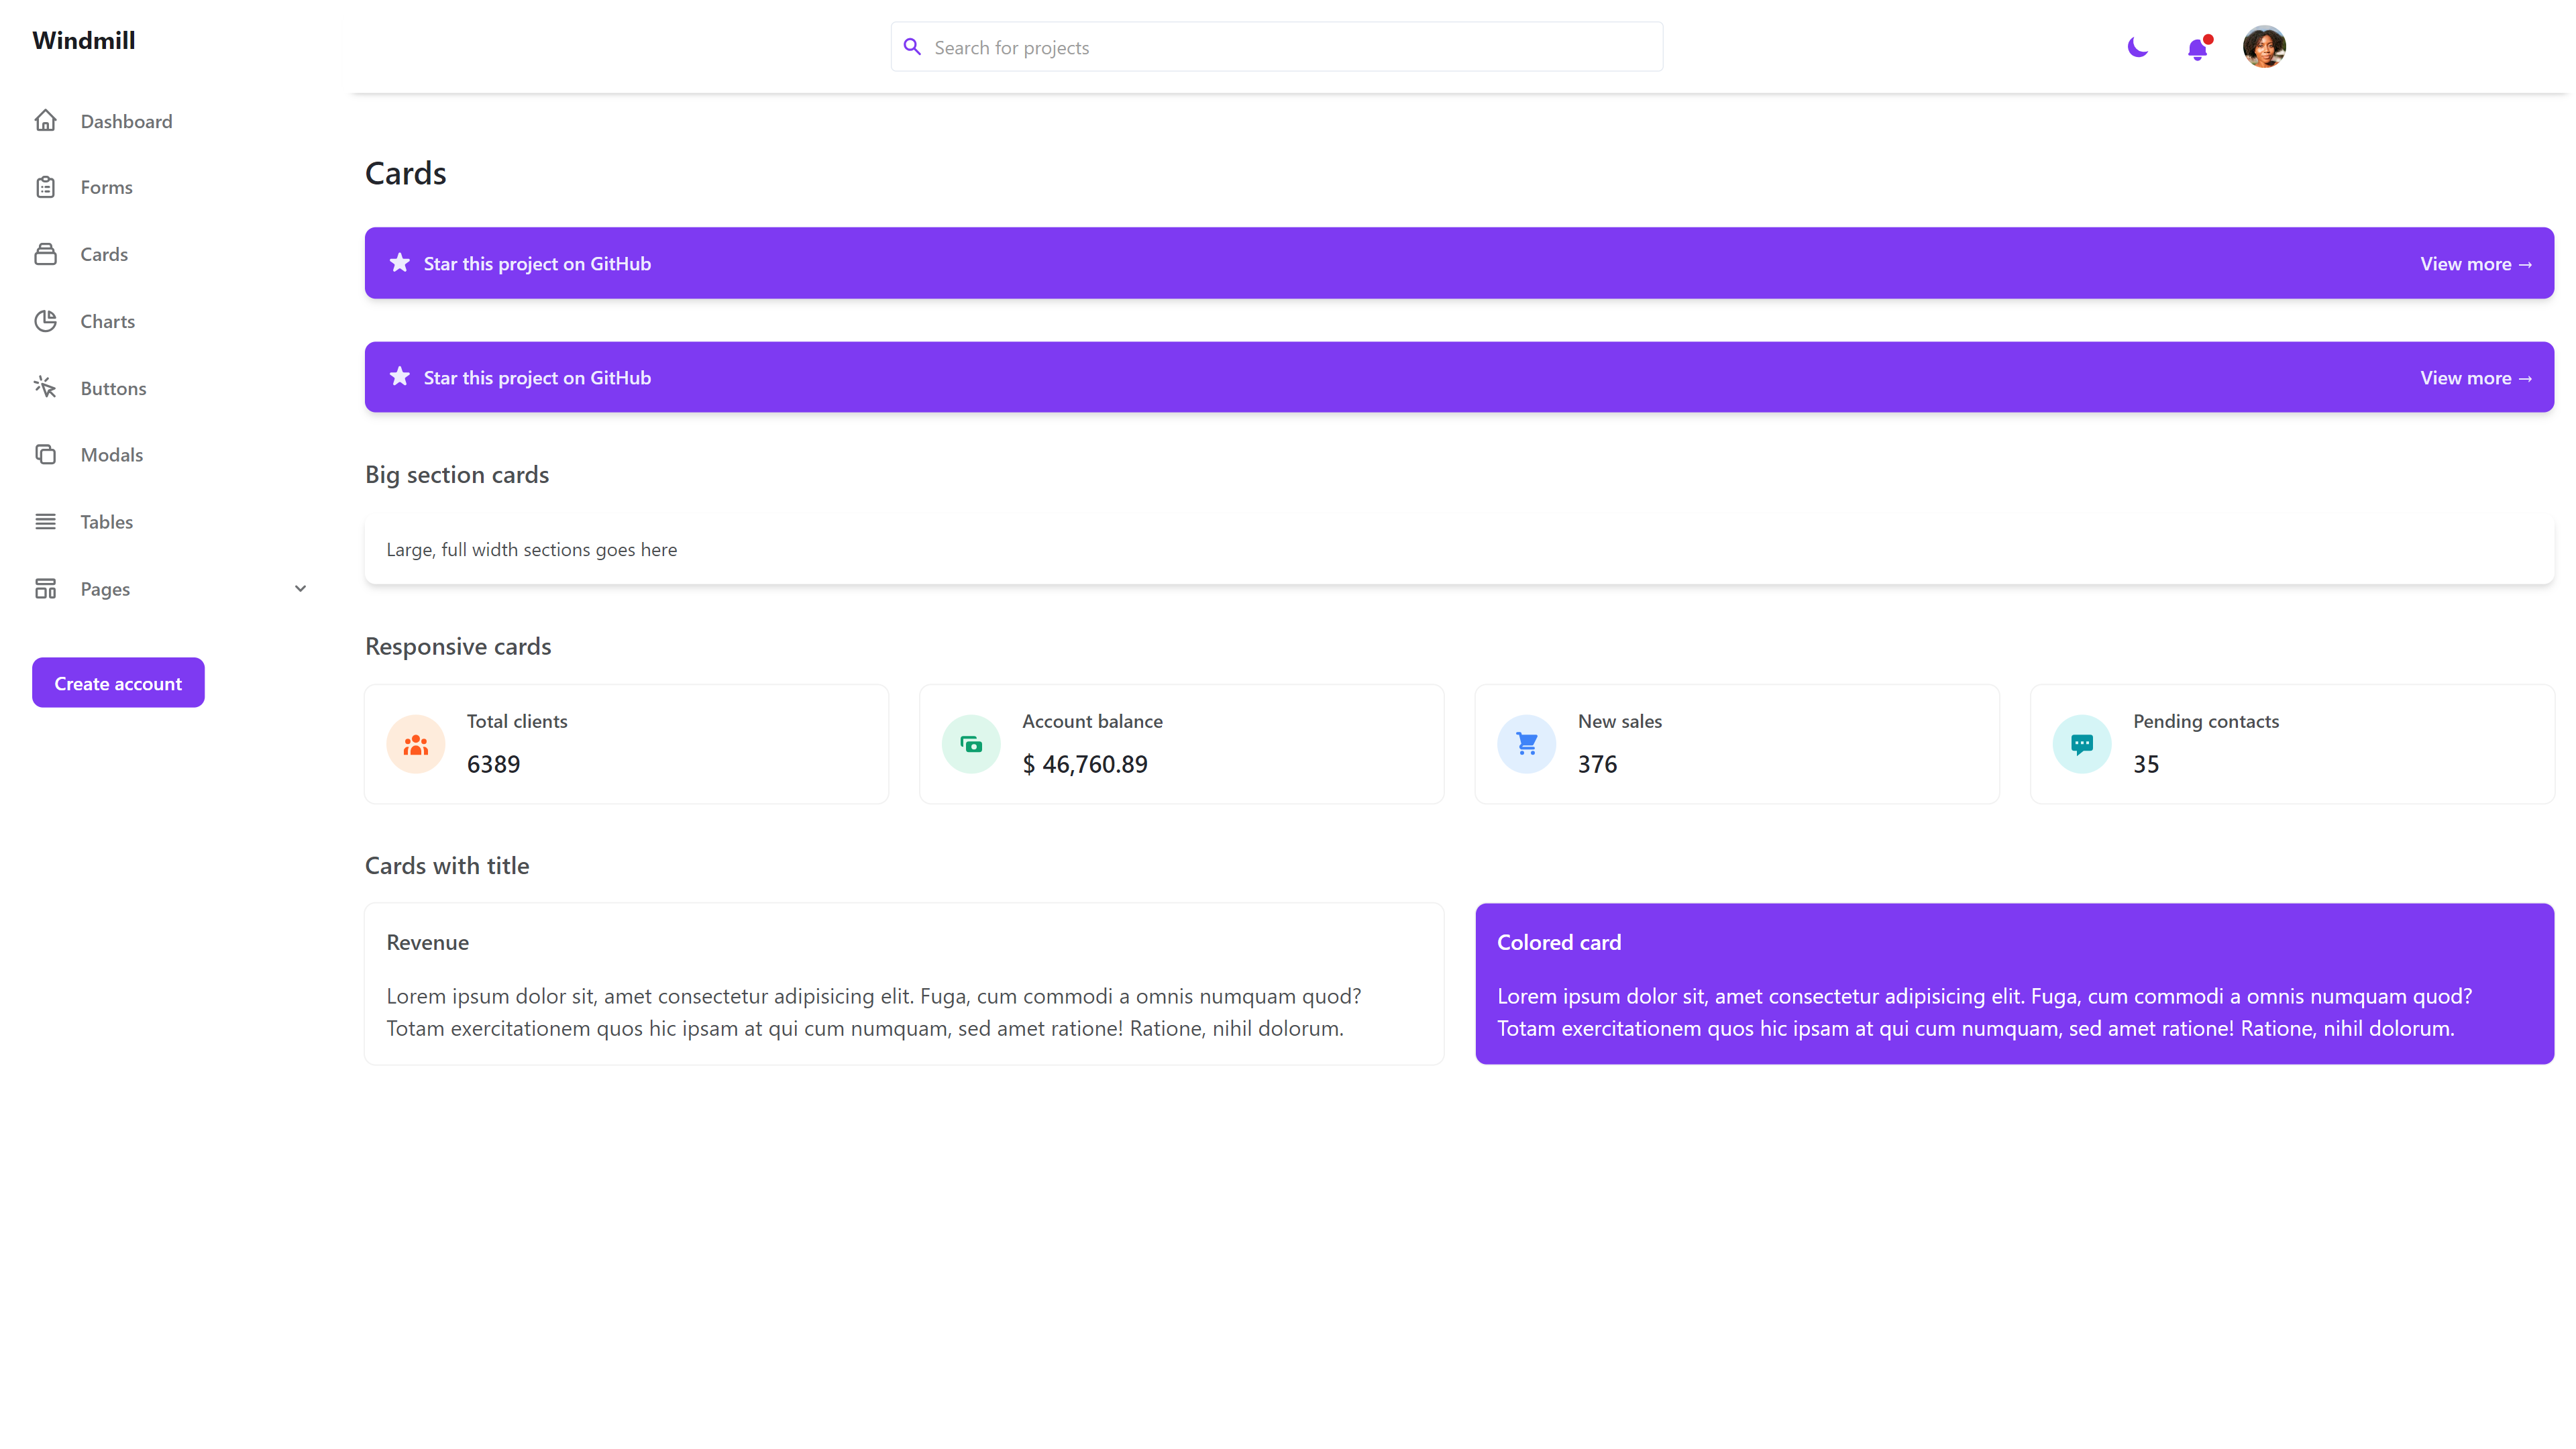 Windmill
Search for projects
Dashboard
Forms
Cards
Charts
Buttons
Modals
Tables
Pages
Create account
Cards
Star this project on GitHub
View more →
Star this project on GitHub
View more →
Big section cards
Large, full width sections goes here
Responsive cards
Total clients
6389
Account balance
$ 46,760.89
New sales
376
Pending contacts
35
Cards with title
Revenue
Lorem ipsum dolor sit, amet consectetur adipisicing elit. Fuga, cum commodi a omnis numquam quod?
Totam exercitationem quos hic ipsam at qui cum numquam, sed amet ratione! Ratione, nihil dolorum.
Colored card
Lorem ipsum dolor sit, amet consectetur adipisicing elit. Fuga, cum commodi a omnis numquam quod?
Totam exercitationem quos hic ipsam at qui cum numquam, sed amet ratione! Ratione, nihil dolorum.